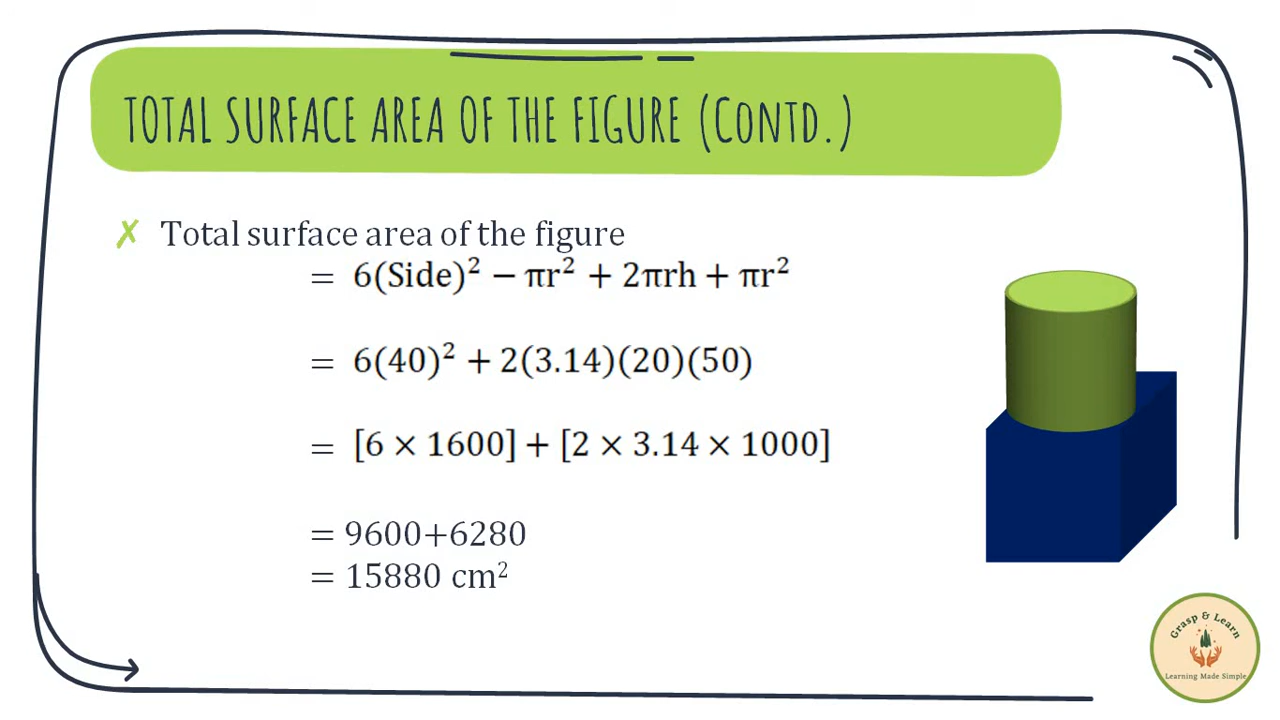 TOTAL SURFACE AREA OF THE FIGURE (CONTD.)
✗ Total surface area of the figure
= 6(Side)² − πr² + 2πrh + πr²
= 6(40)² + 2(3.14)(20)(50)
= [6 × 1600] + [2 × 3.14 × 1000]
= 9600+6280
= 15880 cm²
Grasp & Learn
Learning Made Simple